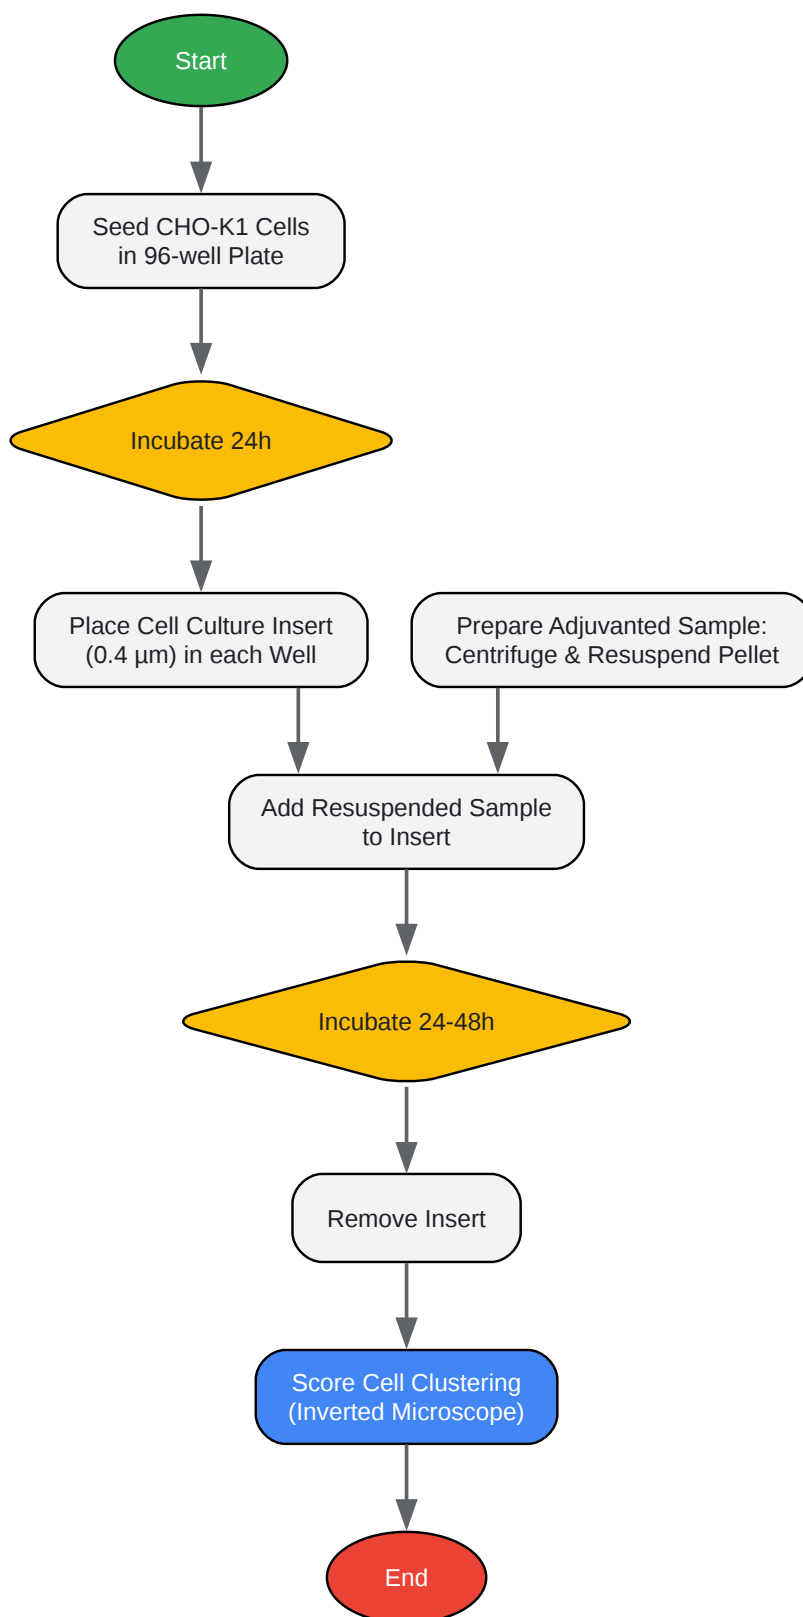 Start
Seed CHO-K1 Cells
in 96-well Plate
Incubate 24h
Place Cell Culture Insert
(0.4 µm) in each Well
Prepare Adjuvanted Sample:
Centrifuge & Resuspend Pellet
Add Resuspended Sample
to Insert
Incubate 24-48h
Remove Insert
Score Cell Clustering
(Inverted Microscope)
End